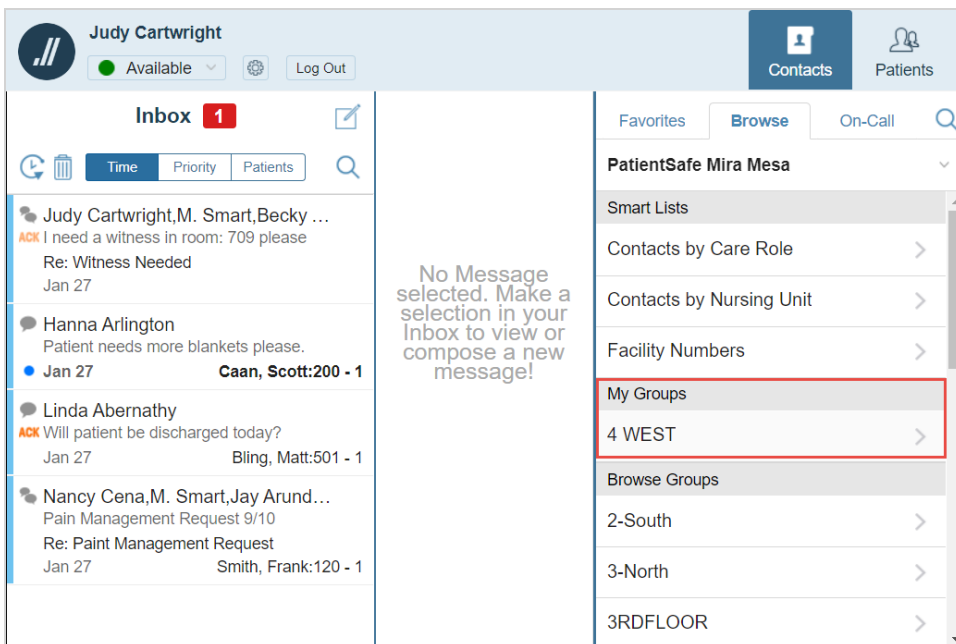 Judy Cartwright
Available
Log Out
Contacts
Patients
Inbox 1
Time Priority Patients
Judy Cartwright,M. Smart,Becky ...
ACK I need a witness in room: 709 please
Re: Witness Needed
Jan 27
Hanna Arlington
Patient needs more blankets please.
Jan 27 Caan, Scott:200 - 1
Linda Abernathy
ACK Will patient be discharged today?
Jan 27 Bling, Matt:501 - 1
Nancy Cena,M. Smart,Jay Arund...
Pain Management Request 9/10
Re: Paint Management Request
Jan 27 Smith, Frank:120 - 1
No Message
selected. Make a
selection in your
Inbox to view or
compose a new
message!
Favorites Browse On-Call
PatientSafe Mira Mesa
Smart Lists
Contacts by Care Role
Contacts by Nursing Unit
Facility Numbers
My Groups
4 WEST
Browse Groups
2-South
3-North
3RDFLOOR